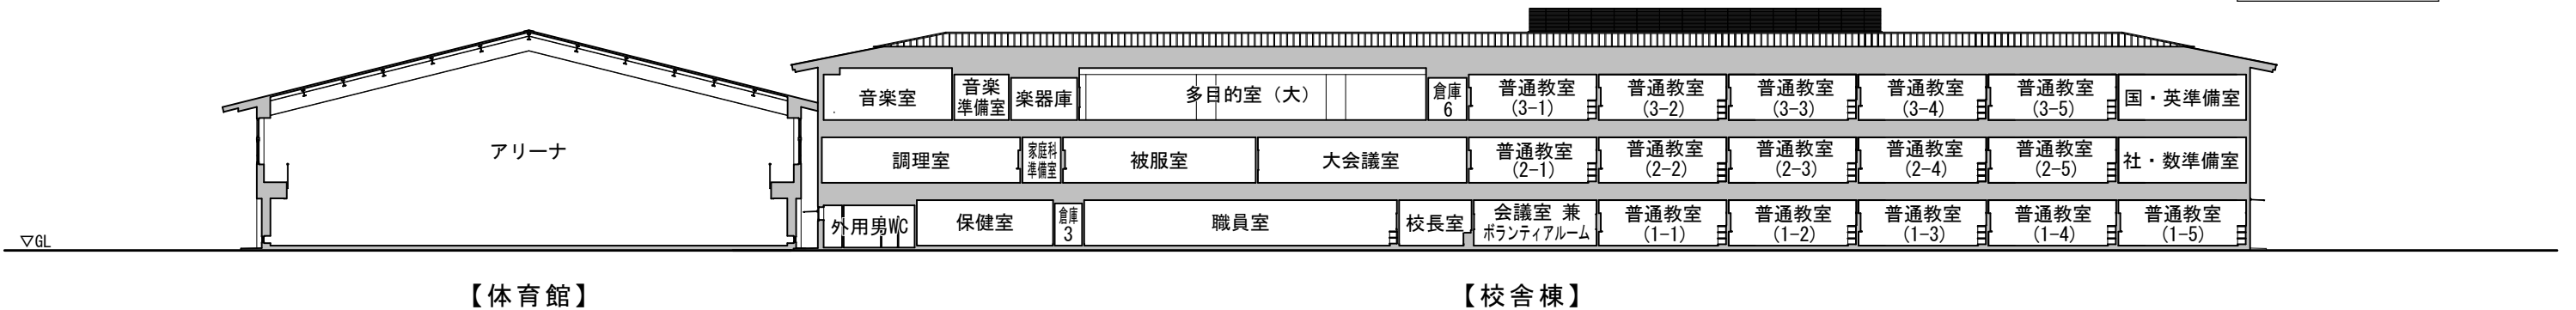 音楽室
音楽
準備室
楽器庫
多目的室（大）
倉庫
6
普通教室
(3-1)
普通教室
(3-2)
普通教室
(3-3)
普通教室
(3-4)
普通教室
(3-5)
国・英準備室
アリーナ
調理室
家庭科
準備室
被服室
大会議室
普通教室
(2-1)
普通教室
(2-2)
普通教室
(2-3)
普通教室
(2-4)
普通教室
(2-5)
社・数準備室
▽GL
外用男WC
保健室
倉庫
3
職員室
校長室
会議室 兼
ボランティアルーム
普通教室
(1-1)
普通教室
(1-2)
普通教室
(1-3)
普通教室
(1-4)
普通教室
(1-5)
【体育館】
【校舎棟】